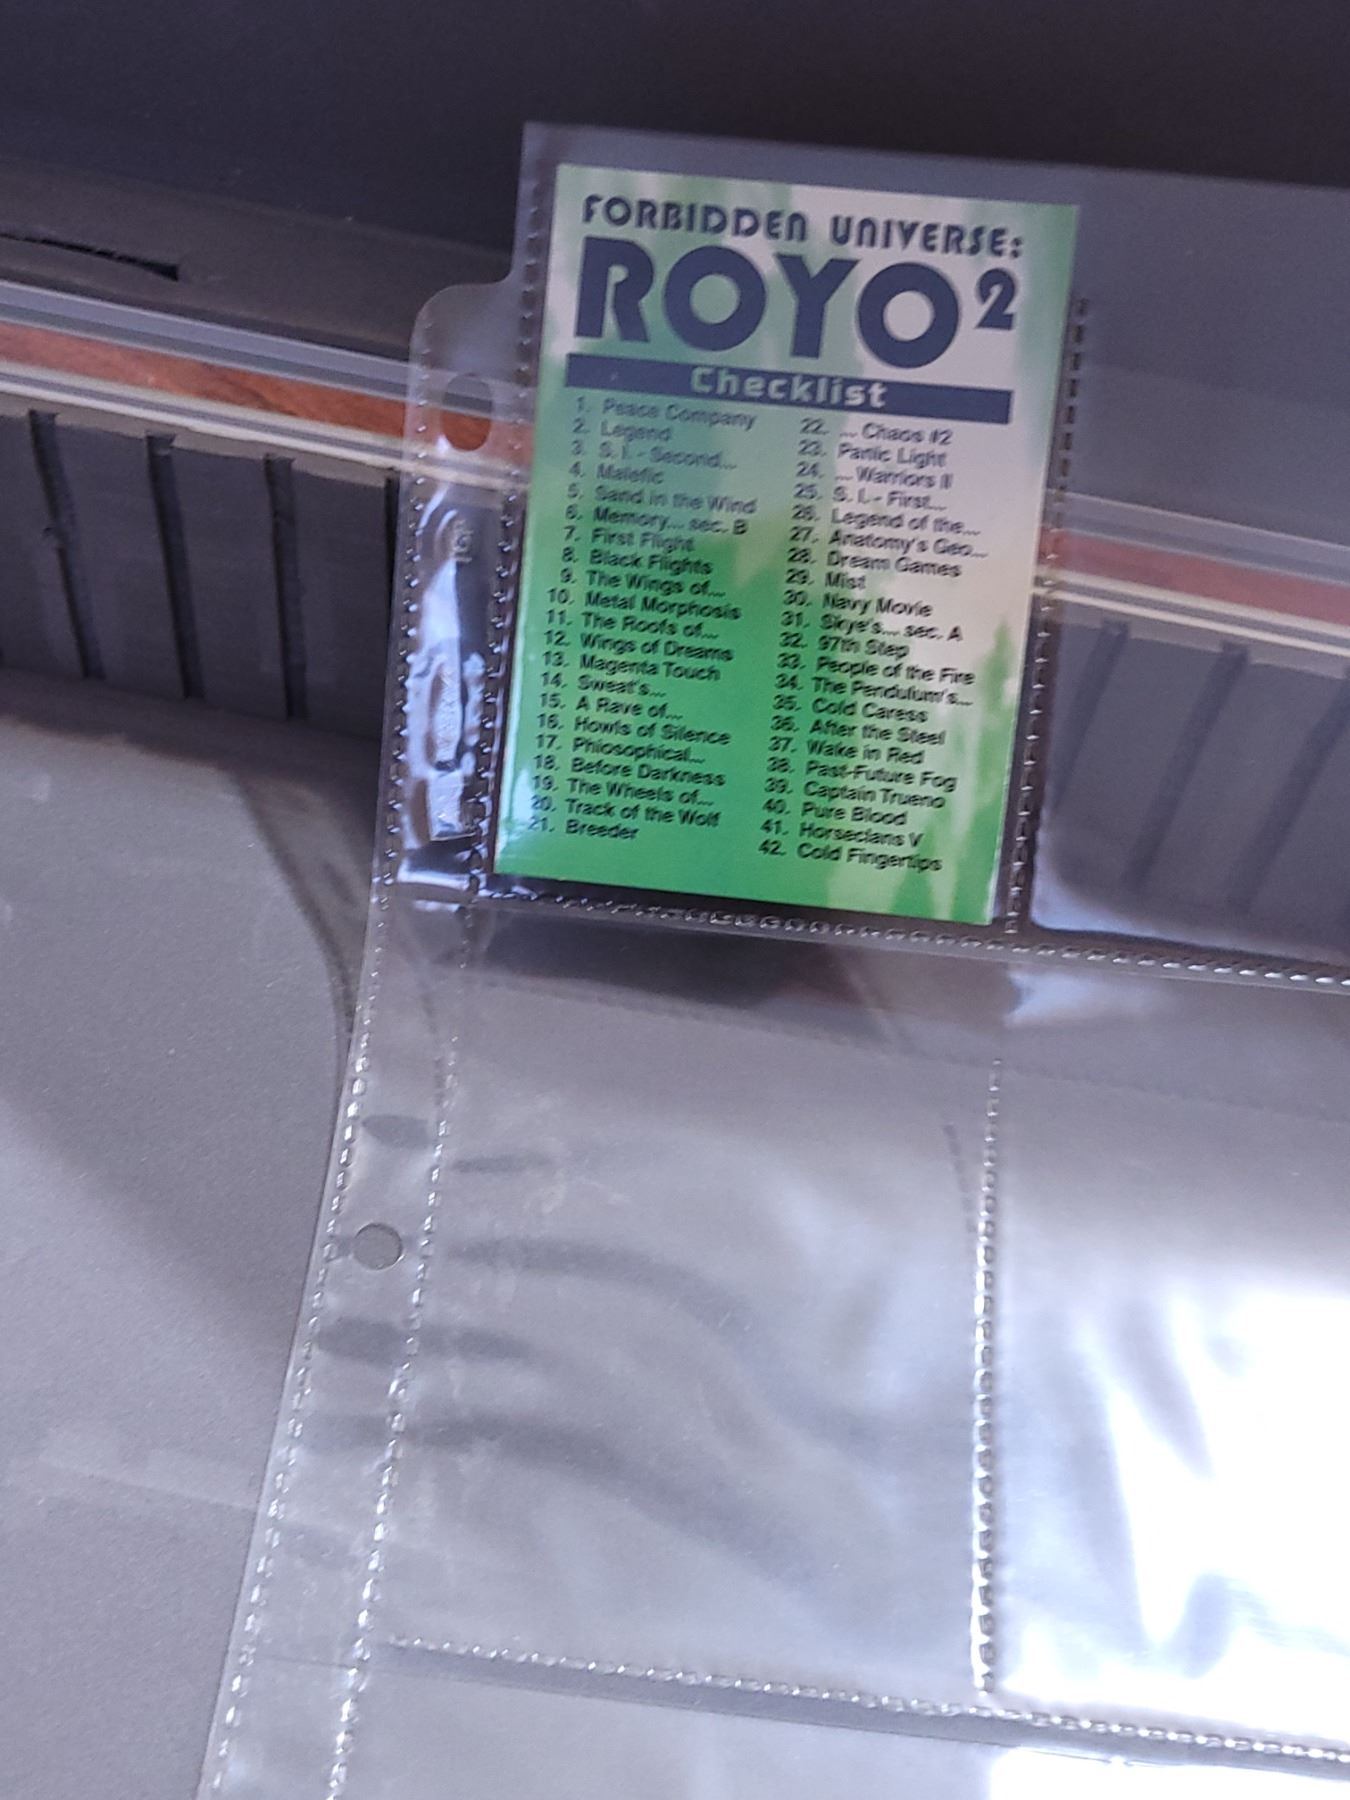 FORBIDDEN UNIVERSE:
ROYO2
Checklist
1. Peace Company
2. Legend
3. S. I. - Second...
4. Malefic
5. Sand in the Wind
6. Memory... sec. B
7. First Flight
8. Black Flights
9. The Wings of...
10. Metal Morphosis
11. The Roofs of...
12. Wings of Dreams
13. Magenta Touch
14. Sweat's...
15. A Rave of...
16. Howls of Silence
17. Phiosophical...
18. Before Darkness
19. The Wheels of...
20. Track of the Wolf
21. Breeder
22. ... Chaos #2
23. Panic Light
24. ... Warriors II
25. S. I. - First...
26. Legend of the...
27. Anatomy's Geo...
28. Dream Games
29. Mist
30. Navy Movie
31. Skye's... sec. A
32. 97th Step
33. People of the Fire
34. The Pendulum's...
35. Cold Caress
36. After the Steel
37. Wake in Red
38. Past-Future Fog
39. Captain Trueno
40. Pure Blood
41. Horseclans V
42. Cold Fingertips